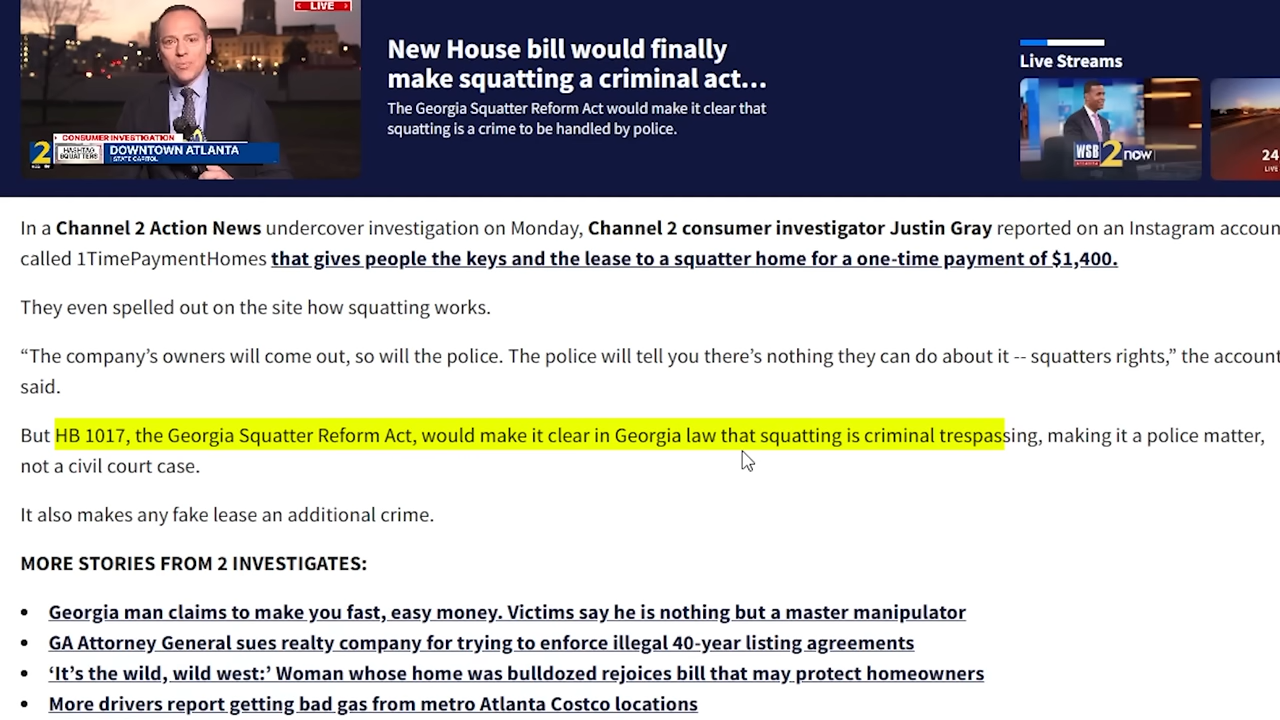 LIVE
New House bill would finally
make squatting a criminal act...
The Georgia Squatter Reform Act would make it clear that
squatting is a crime to be handled by police.
CONSUMER INVESTIGATION
2
HASHTAG
SQUATTERS
DOWNTOWN ATLANTA
STATE CAPITOL
Live Streams
WSB 2 now
24
LIVE
In a Channel 2 Action News undercover investigation on Monday, Channel 2 consumer investigator Justin Gray reported on an Instagram accoun
called 1TimePaymentHomes that gives people the keys and the lease to a squatter home for a one-time payment of $1,400.
They even spelled out on the site how squatting works.
“The company’s owners will come out, so will the police. The police will tell you there’s nothing they can do about it -- squatters rights,” the account
said.
But HB 1017, the Georgia Squatter Reform Act, would make it clear in Georgia law that squatting is criminal trespassing, making it a police matter,
not a civil court case.
It also makes any fake lease an additional crime.
MORE STORIES FROM 2 INVESTIGATES:
• Georgia man claims to make you fast, easy money. Victims say he is nothing but a master manipulator
• GA Attorney General sues realty company for trying to enforce illegal 40-year listing agreements
• ‘It’s the wild, wild west:’ Woman whose home was bulldozed rejoices bill that may protect homeowners
• More drivers report getting bad gas from metro Atlanta Costco locations